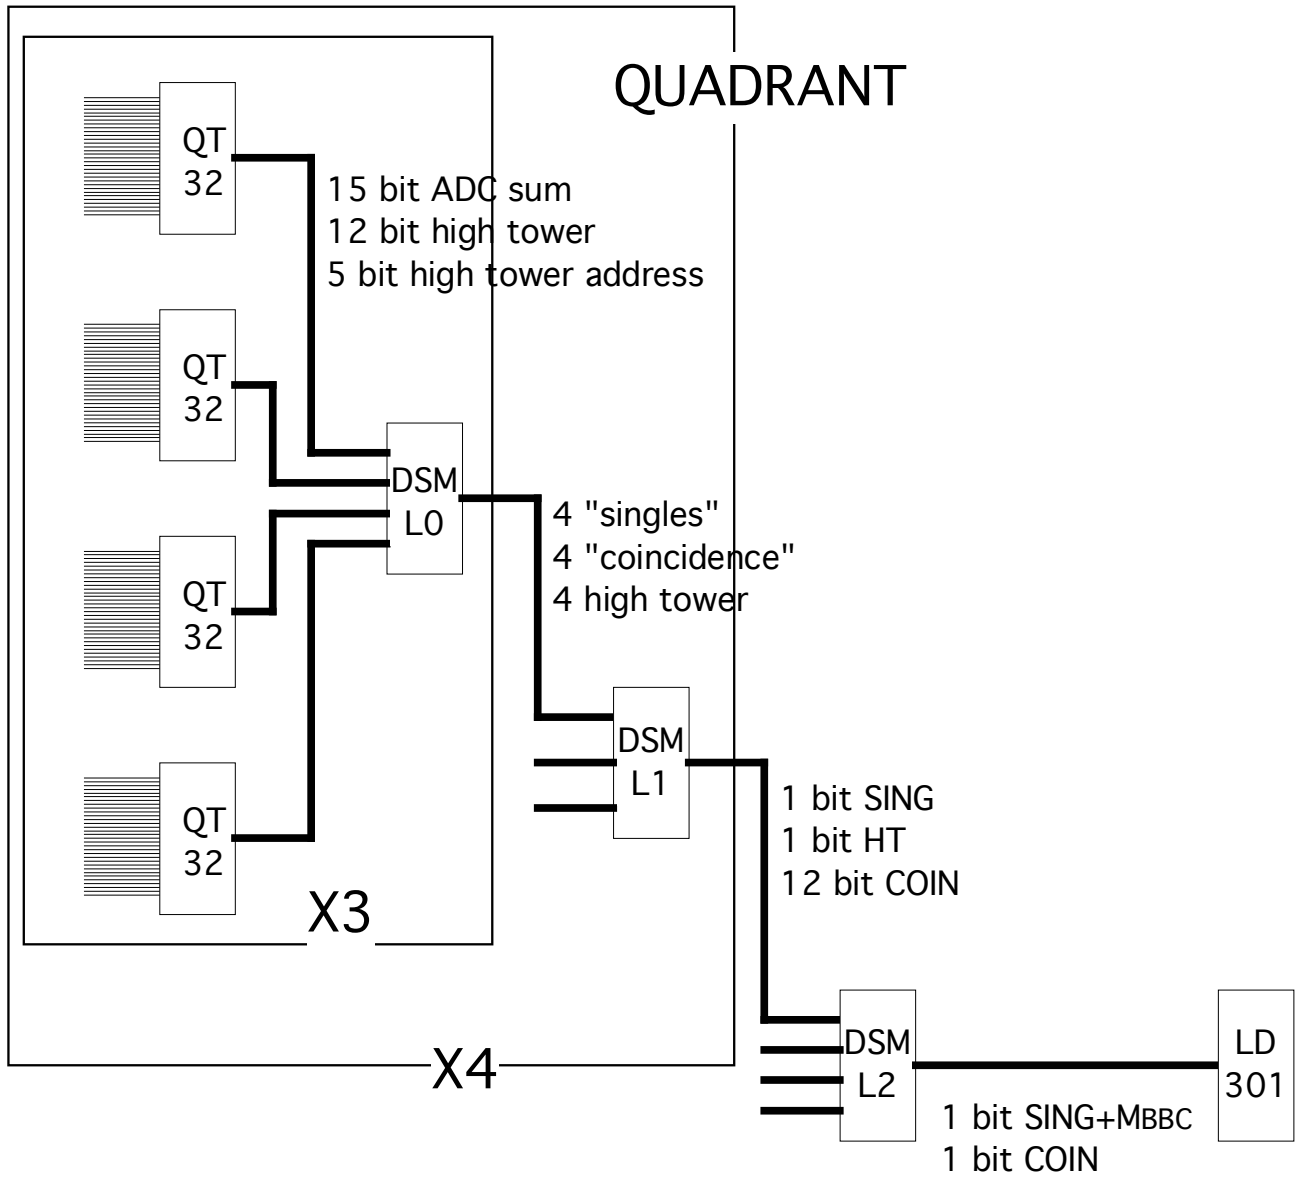 QUADRANT
QT
32
15 bit ADC sum
12 bit high tower
5 bit high tower address
QT
32
DSM
L0
4 "singles"
4 "coincidence"
4 high tower
QT
32
DSM
L1
1 bit SING
1 bit HT
12 bit COIN
QT
32
X3
X4
DSM
L2
LD
301
1 bit SING+MBBC
1 bit COIN